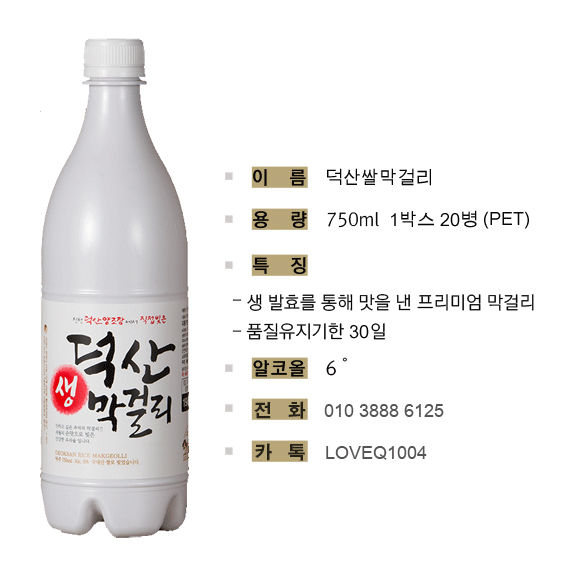 덕산양조장에서 직접빚은
덕산
생
막걸리
이 름 덕산쌀막걸리
용 량 750ml 1박스 20병 (PET)
특 징
- 생 발효를 통해 맛을 낸 프리미엄 막걸리
- 품질유지기한 30일
알코올 6˚
전 화 010 3888 6125
카 톡 LOVEQ1004